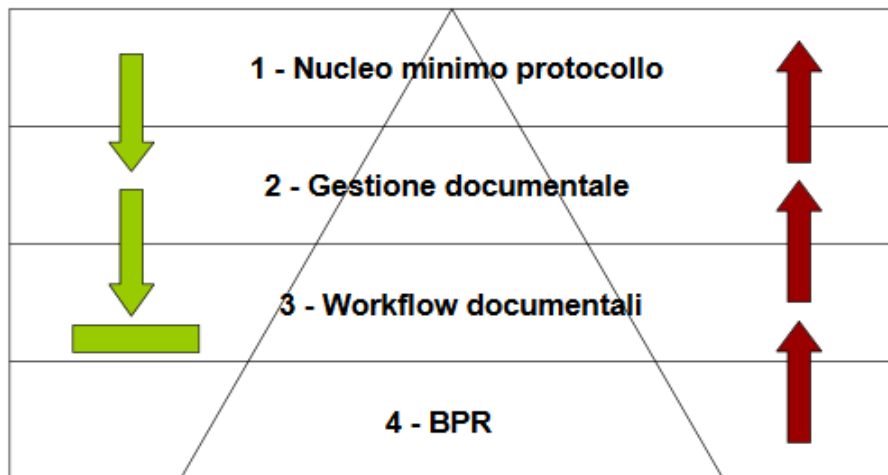 1 - Nucleo minimo protocollo
2 - Gestione documentale
3 - Workflow documentali
4 - BPR